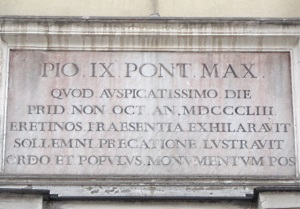 PIO. IX. PONT. MAX.
QVOD AVSPICATISSIMO DIE
PRID NON OCT AN. MDCCCLIII
ERETINOS PRAESENTIA EXHILARAVIT
SOLLEMNI PRECATIONE LVSTRAVIT
ORDO ET POPVLVS MONVMENTVM POS